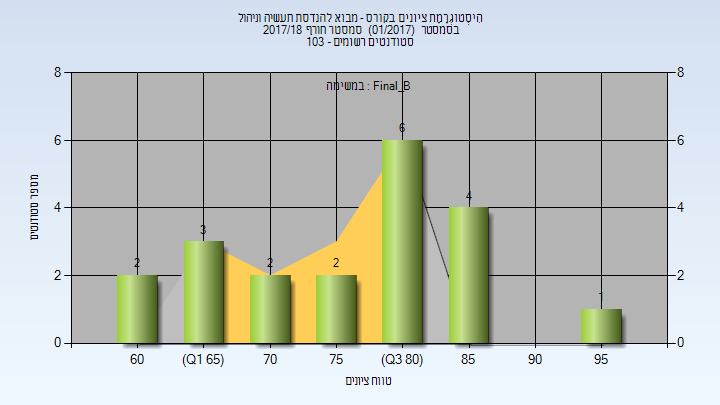 היסטוגרמת ציונים בקורס - מבוא להנדסת תעשיה וניהול
בסמסטר (01/2017) סמסטר חורף 2017/18
סטודנטים רשומים - 103
במשימה : Final_B
מספר סטודנטים
8 8
6 6
4 4
2 2
0 0
2 3 2 2 6 4 1
60 (Q1 65) 70 75 (Q3 80) 85 90 95
טווח ציונים